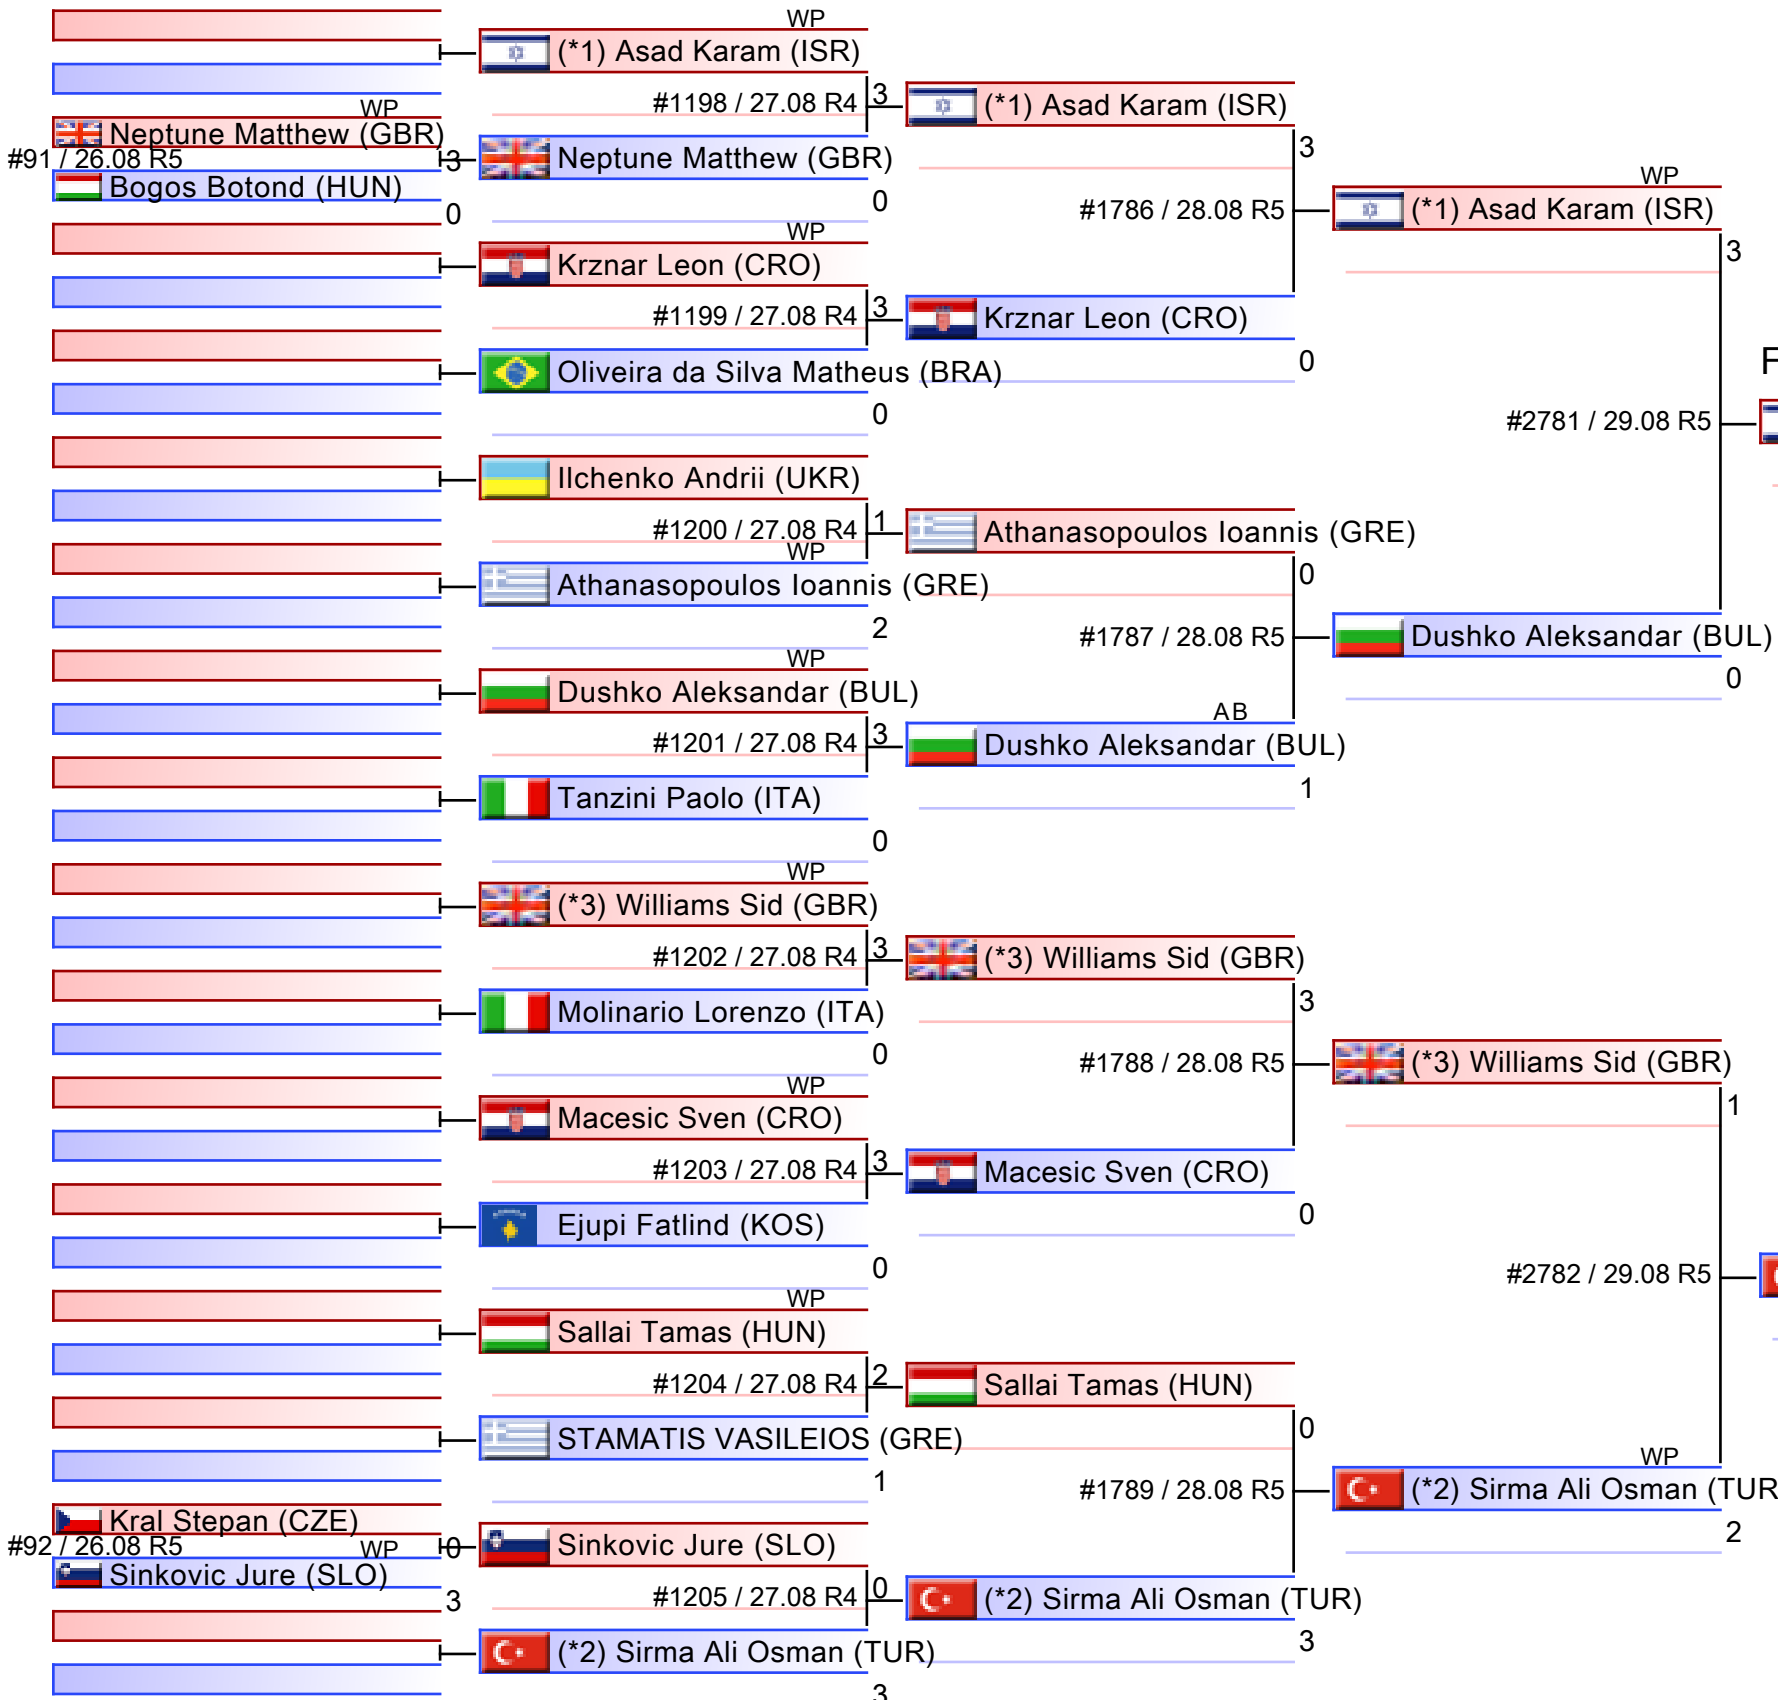 WP
(*1) Asad Karam (ISR)
#1198 / 27.08 R4
3
(*1) Asad Karam (ISR)
WP
Neptune Matthew (GBR)
#91 / 26.08 R5
3
Neptune Matthew (GBR)
3
Bogos Botond (HUN)
0
0
#1786 / 28.08 R5
WP
(*1) Asad Karam (ISR)
3
WP
Krznar Leon (CRO)
#1199 / 27.08 R4
3
Krznar Leon (CRO)
0
Oliveira da Silva Matheus (BRA)
0
F
#2781 / 29.08 R5
Ilchenko Andrii (UKR)
#1200 / 27.08 R4
1
Athanasopoulos Ioannis (GRE)
0
WP
Athanasopoulos Ioannis (GRE)
2
#1787 / 28.08 R5
Dushko Aleksandar (BUL)
0
WP
Dushko Aleksandar (BUL)
#1201 / 27.08 R4
3
AB
Dushko Aleksandar (BUL)
1
Tanzini Paolo (ITA)
0
WP
(*3) Williams Sid (GBR)
#1202 / 27.08 R4
3
(*3) Williams Sid (GBR)
3
Molinario Lorenzo (ITA)
0
#1788 / 28.08 R5
(*3) Williams Sid (GBR)
1
WP
Macesic Sven (CRO)
#1203 / 27.08 R4
3
Macesic Sven (CRO)
0
Ejupi Fatlind (KOS)
0
#2782 / 29.08 R5
WP
Sallai Tamas (HUN)
#1204 / 27.08 R4
2
Sallai Tamas (HUN)
0
STAMATIS VASILEIOS (GRE)
1
#1789 / 28.08 R5
WP
(*2) Sirma Ali Osman (TUR
2
Kral Stepan (CZE)
#92 / 26.08 R5
WP
0
Sinkovic Jure (SLO)
Sinkovic Jure (SLO)
3
#1205 / 27.08 R4
0
(*2) Sirma Ali Osman (TUR)
3
(*2) Sirma Ali Osman (TUR)
3